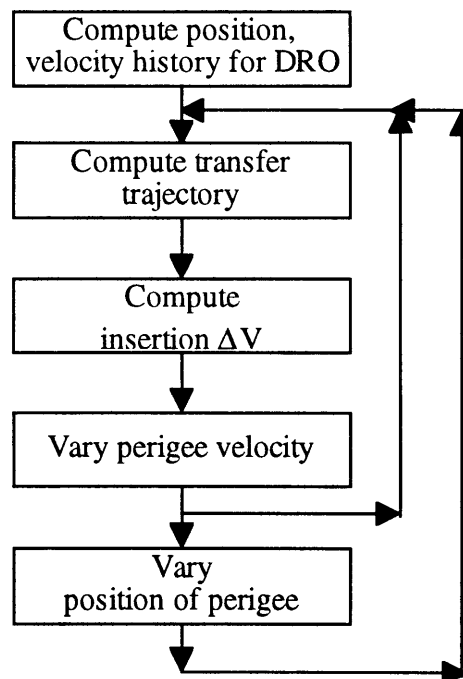 Compute position,
velocity history for DRO
Compute transfer
trajectory
Compute
insertion ΔV
Vary perigee velocity
Vary
position of perigee